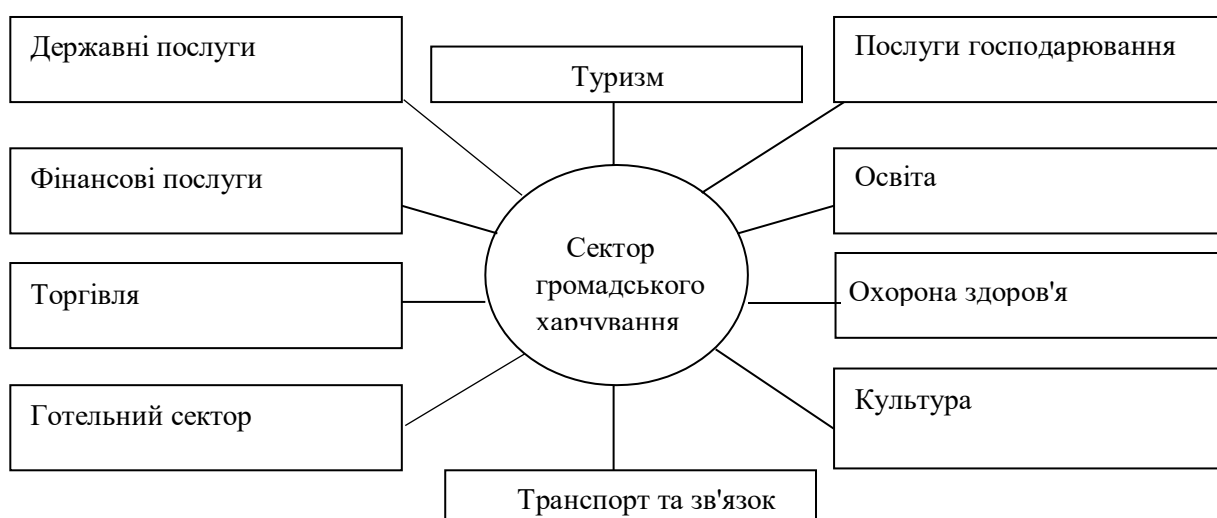 Державні послуги
Туризм
Послуги господарювання
Фінансові послуги
Освіта
Сектор
громадського
харчування
Торгівля
Охорона здоров'я
Готельний сектор
Культура
Транспорт та зв'язок